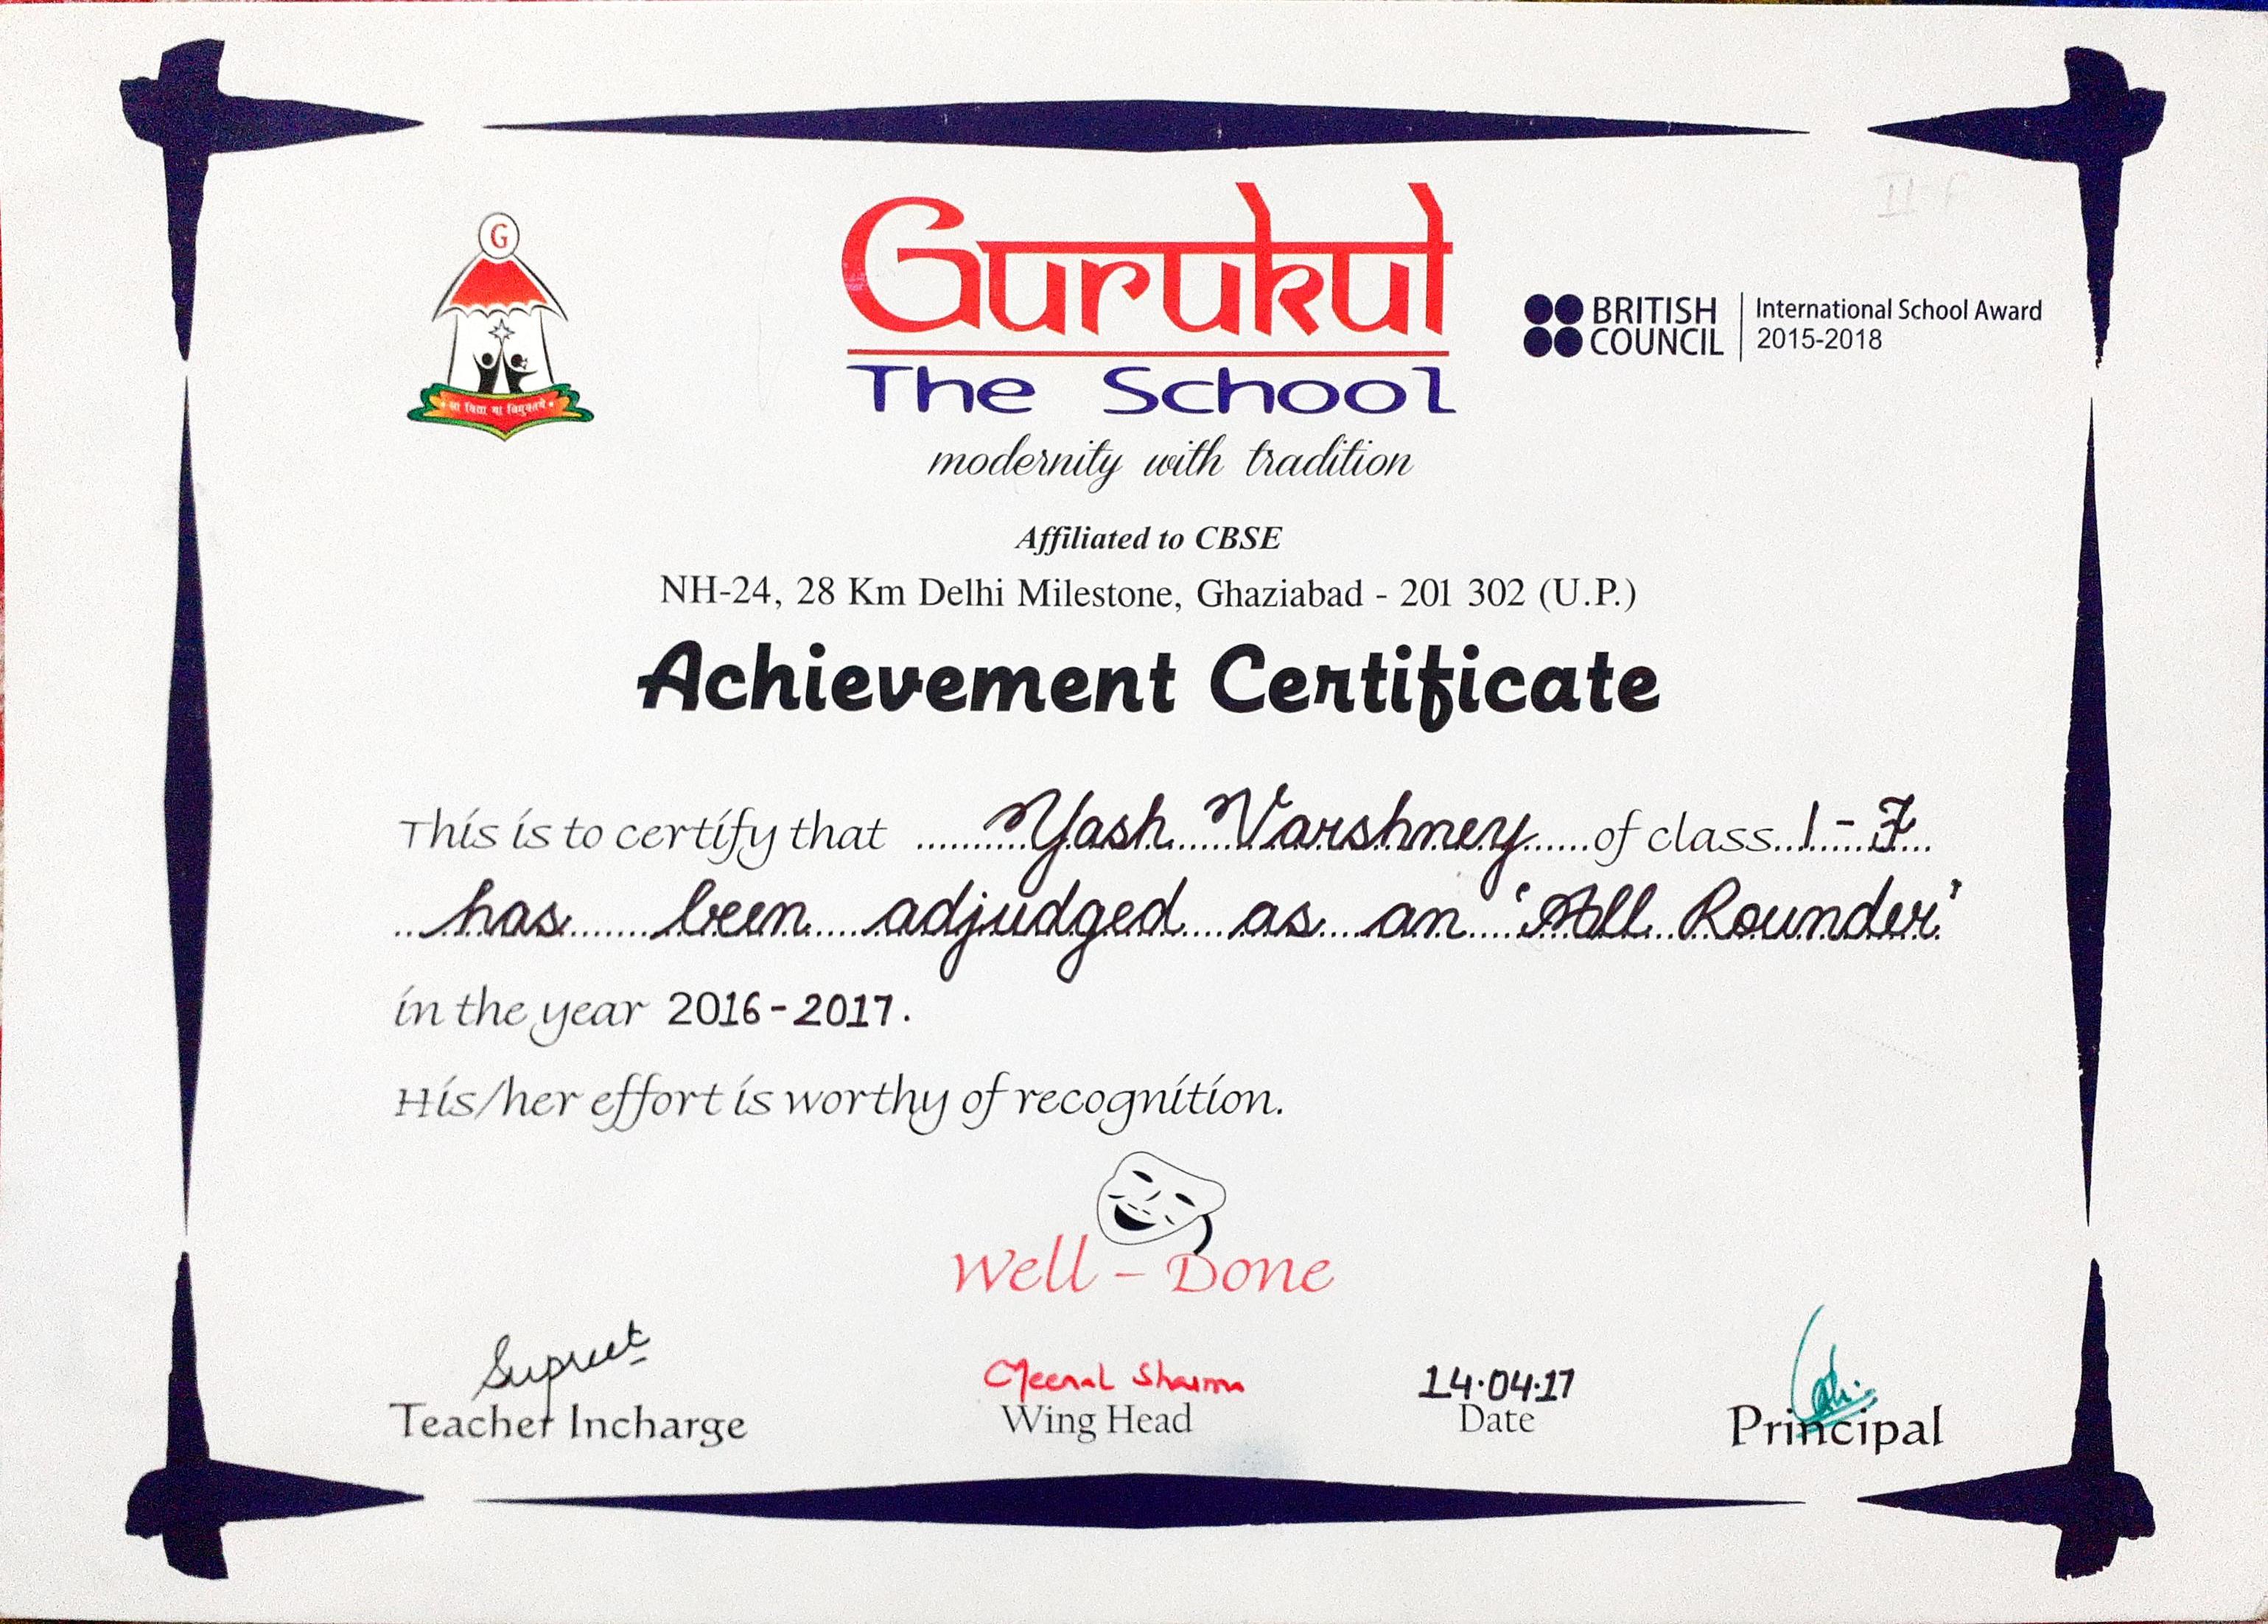 G
सा विद्या या विमुक्तये
Gurukul
The School
modernity with tradition
BRITISH COUNCIL
International School Award
2015-2018
II-F
Affiliated to CBSE
NH-24, 28 Km Delhi Milestone, Ghaziabad - 201 302 (U.P.)
Achievement Certificate
This is to certify that ..........Yash Varshney......of class...1-F...
has been adjudged as an 'All Rounder'
in the year 2016-2017.
His/her effort is worthy of recognition.
Well - Done
Supreet
Teacher Incharge
Meenal Sharma
Wing Head
14.04.17
Date
Principal